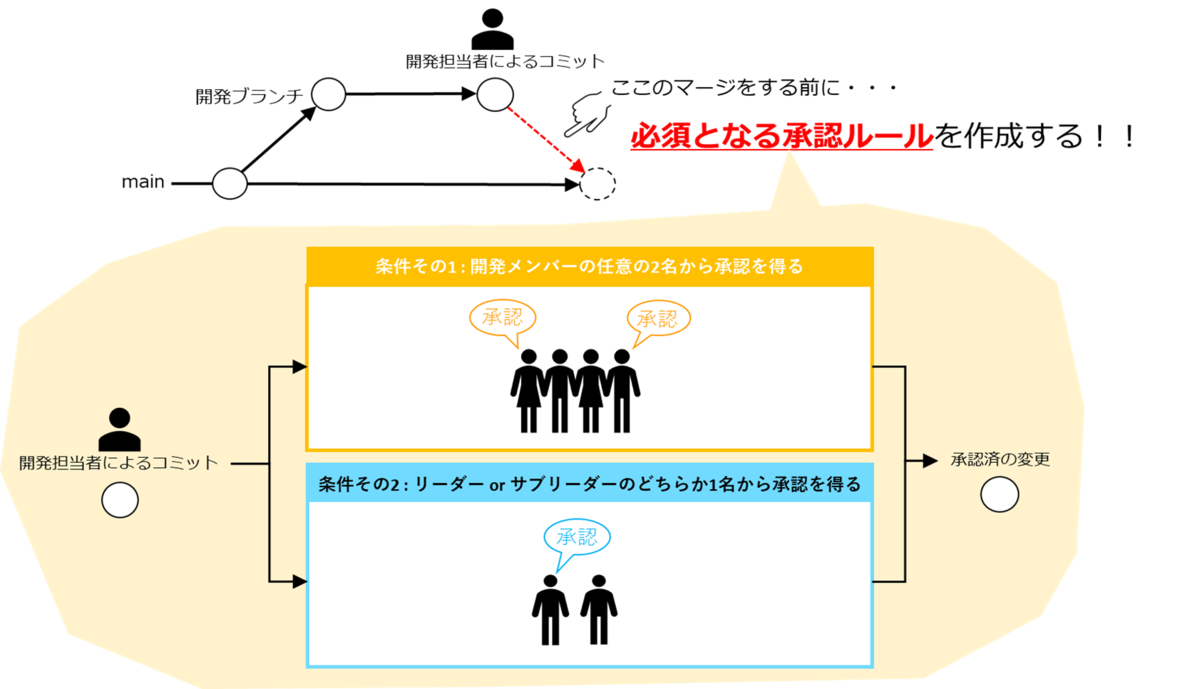 開発担当者によるコミット
開発ブランチ
ここのマージをする前に・・・
必須となる承認ルールを作成する！！
main
条件その1 : 開発メンバーの任意の2名から承認を得る
承認
承認
開発担当者によるコミット
承認済の変更
条件その2 : リーダー or サブリーダーのどちらか1名から承認を得る
承認